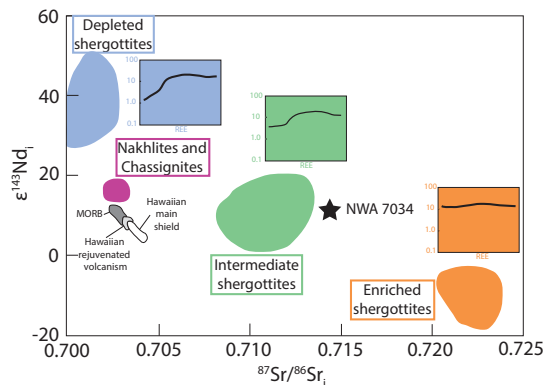 60
40
20
0
-20
ε¹⁴³Ndᵢ
Depleted
shergottites
100
10
1.0
0.1
REE
Nakhlites and
Chassignites
MORB
Hawaiian
main
shield
Hawaiian
rejuvenated
volcanism
100
10
1.0
0.1
REE
Intermediate
shergottites
NWA 7034
100
10
1.0
0.1
REE
Enriched
shergottites
0.700
0.705
0.710
0.715
0.720
0.725
⁸⁷Sr/⁸⁶Srᵢ